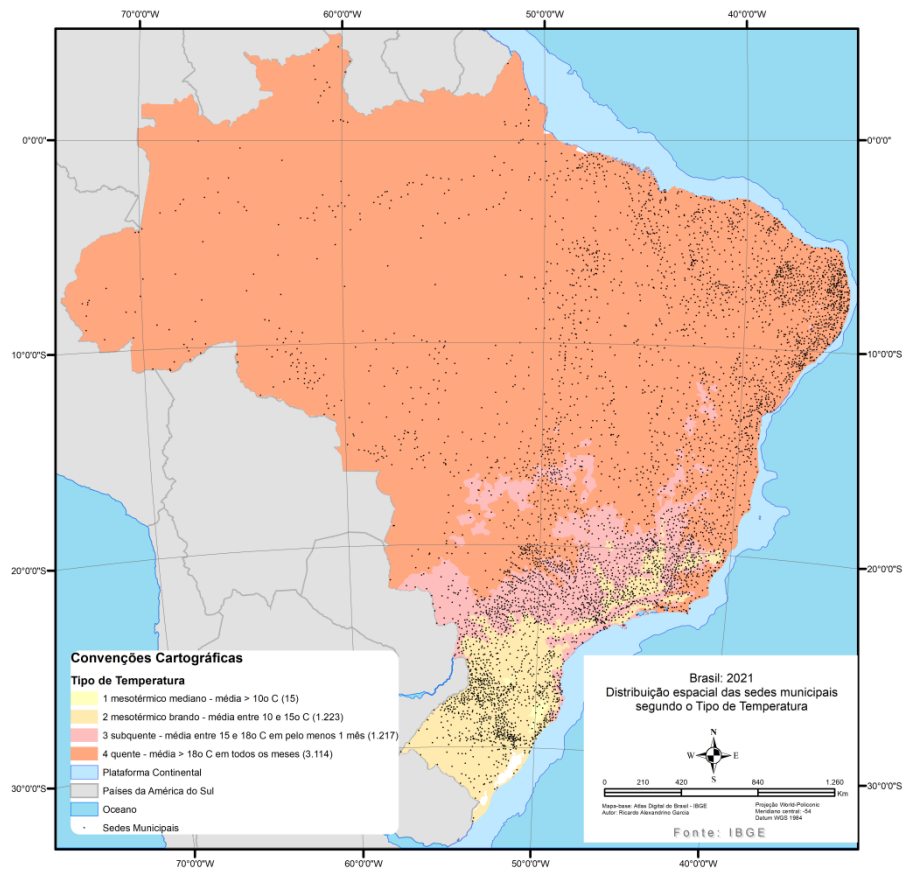 70°0'0"O 60°0'0"O 50°0'0"O 40°0'0"O
0°0'0" 0°0'0"
10°0'0"S 10°0'0"S
20°0'0"S 20°0'0"S
Convenções Cartográficas
Tipo de Temperatura
1 mesotérmico mediano - média > 10o C (15)
2 mesotérmico brando - média entre 10 e 15o C (1.223)
3 subquente - média entre 15 e 18o C em pelo menos 1 mês (1.217)
4 quente - média > 18o C em todos os meses (3.114)
Plataforma Continental
Países da América do Sul
Oceano
Sedes Municipais
Brasil: 2021
Distribuição espacial das sedes municipais
segundo o Tipo de Temperatura
N
W E
S
0 210 420 840 1.260
Km
Mapa-base: Atlas Digital do Brasil - IBGE
Autor: Ricardo Alexandrino Garcia
Projeção World-Policonic
Meridiano central: -54
Datum WGS 1984
Fonte: IBGE
30°0'0"S 30°0'0"S
70°0'0"O 60°0'0"O 50°0'0"O 40°0'0"O